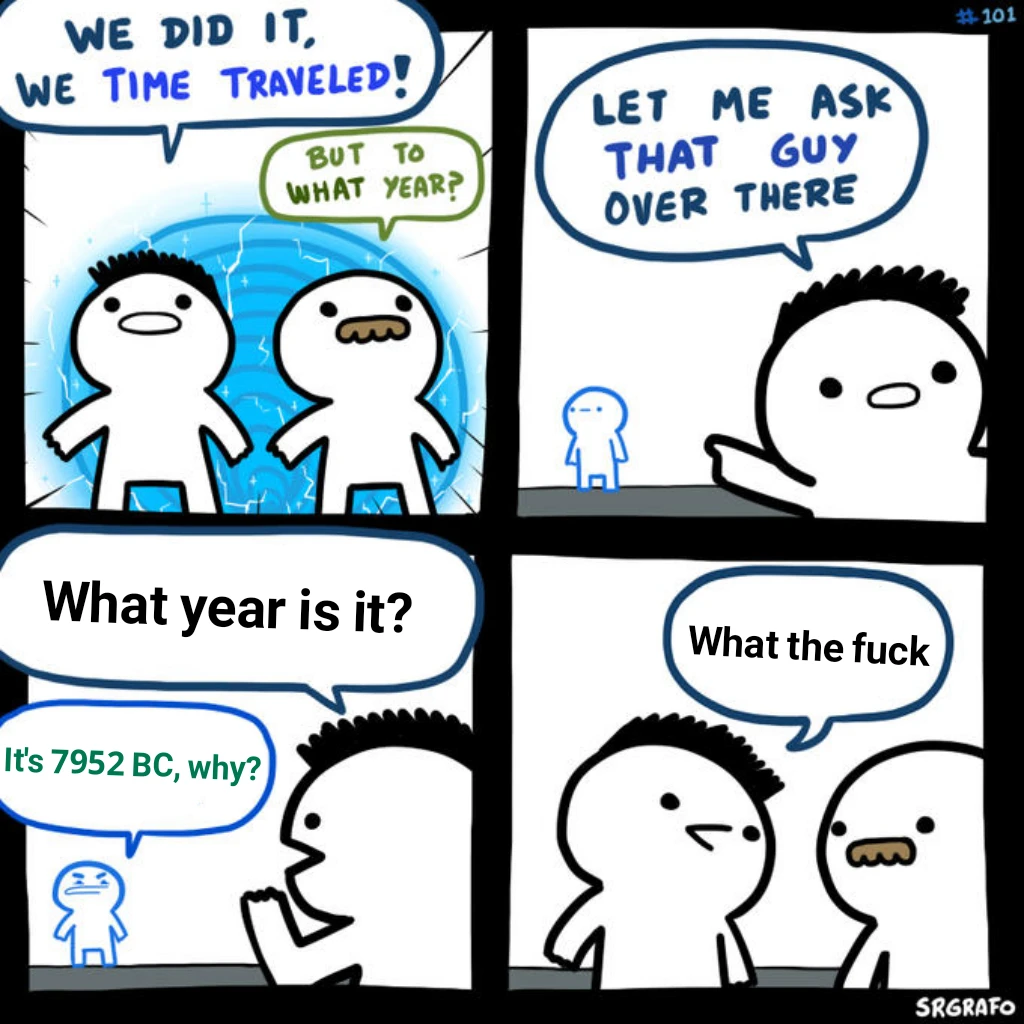 WE DID IT,
WE TIME TRAVELED!
BUT TO
WHAT YEAR?
#101
LET ME ASK
THAT GUY
OVER THERE
What year is it?
It's 7952 BC, why?
What the fuck
SRGRAFO